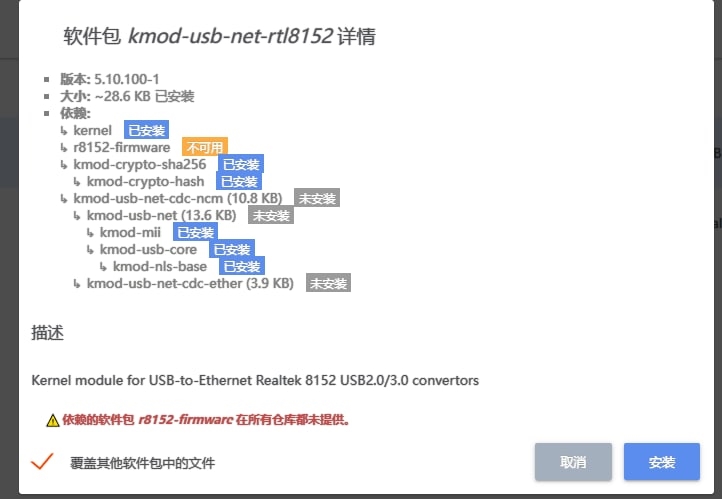 软件包 kmod-usb-net-rtl8152 详情
版本: 5.10.100-1
大小: ~28.6 KB 已安装
依赖:
↳ kernel 已安装
↳ r8152-firmware 不可用
↳ kmod-crypto-sha256 已安装
↳ kmod-crypto-hash 已安装
↳ kmod-usb-net-cdc-ncm (10.8 KB) 未安装
↳ kmod-usb-net (13.6 KB) 未安装
↳ kmod-mii 已安装
↳ kmod-usb-core 已安装
↳ kmod-nls-base 已安装
↳ kmod-usb-net-cdc-ether (3.9 KB) 未安装
描述
Kernel module for USB-to-Ethernet Realtek 8152 USB2.0/3.0 convertors
依赖的软件包 r8152-firmware 在所有仓库都未提供。
覆盖其他软件包中的文件
取消 安装